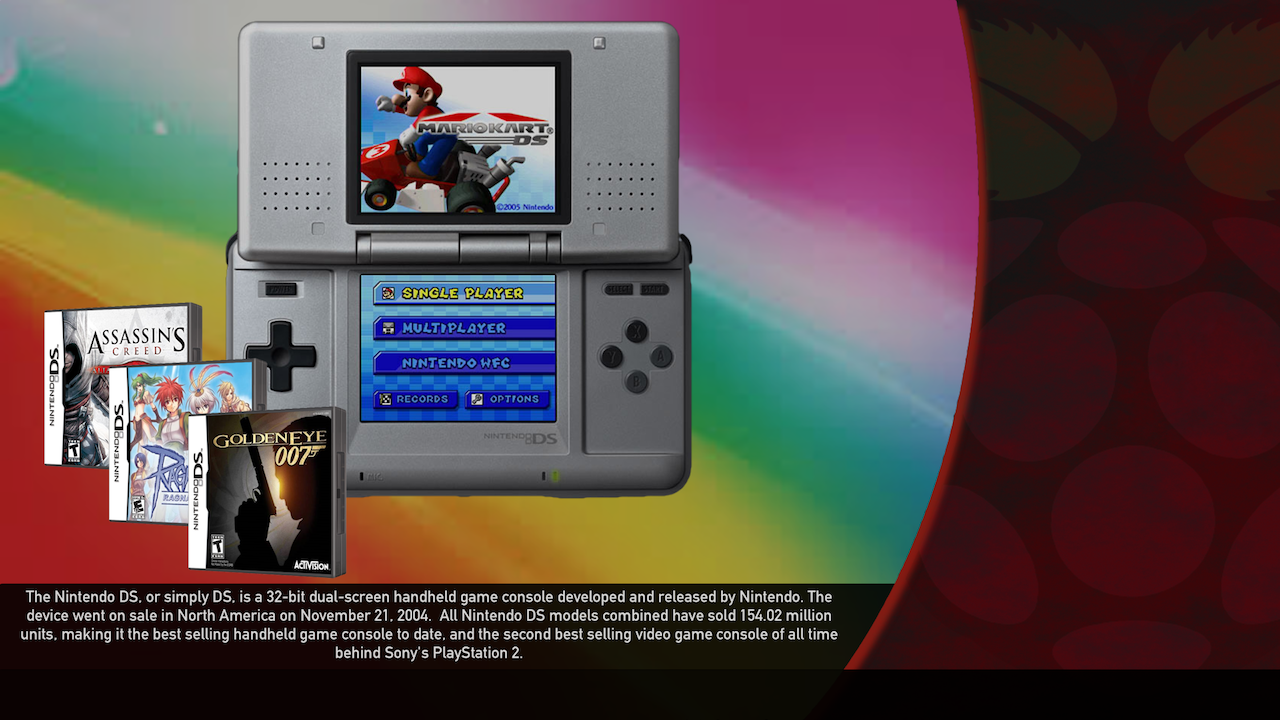 MARIOKART®
DS
©2005 Nintendo
SINGLE PLAYER
MULTIPLAYER
NINTENDO WFC
RECORDS OPTIONS
SELECT START
X
Y A
B
NINTENDO DS
mic
NINTENDO DS
ASSASSIN'S
CREED
TEEN
T
NINTENDO DS
E
NINTENDO DS
GOLDENEYE
007
TEEN
T
ACTIVISION
The Nintendo DS, or simply DS, is a 32-bit dual-screen handheld game console developed and released by Nintendo. The
device went on sale in North America on November 21, 2004.  All Nintendo DS models combined have sold 154.02 million
units, making it the best selling handheld game console to date, and the second best selling video game console of all time
behind Sony's PlayStation 2.